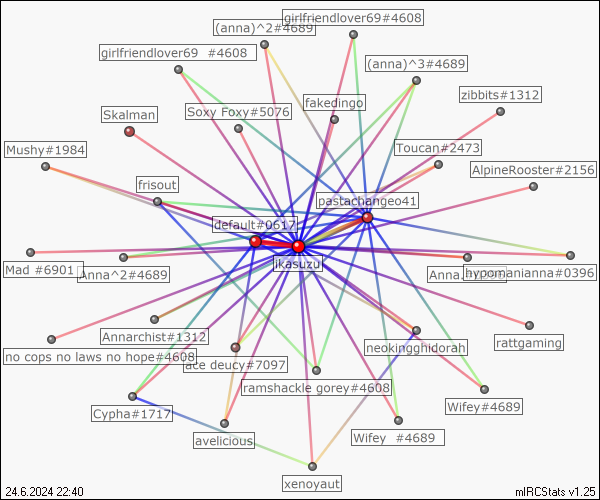 girlfriendlover69#4608
(anna)^2#4689
girlfriendlover69  #4608
(anna)^3#4689
zibbits#1312
fakedingo
Soxy Foxy#5076
Skalman
Mushy#1984
Toucan#2473
AlpineRooster#2156
frisout
pastachangeo41
default#0517
jkasuzu
Mad #6901
Anna^2#4689
hypomanianna#0396
Annarchist#1312
rattgaming
neokingghidorah
no cops no laws no hope#4608
ace deucy#7097
ramshackle gorey#4608
Wifey#4689
Cypha#1717
avelicious
Wifey  #4689
xenoyaut
24.6.2024 22:40
mIRCStats v1.25